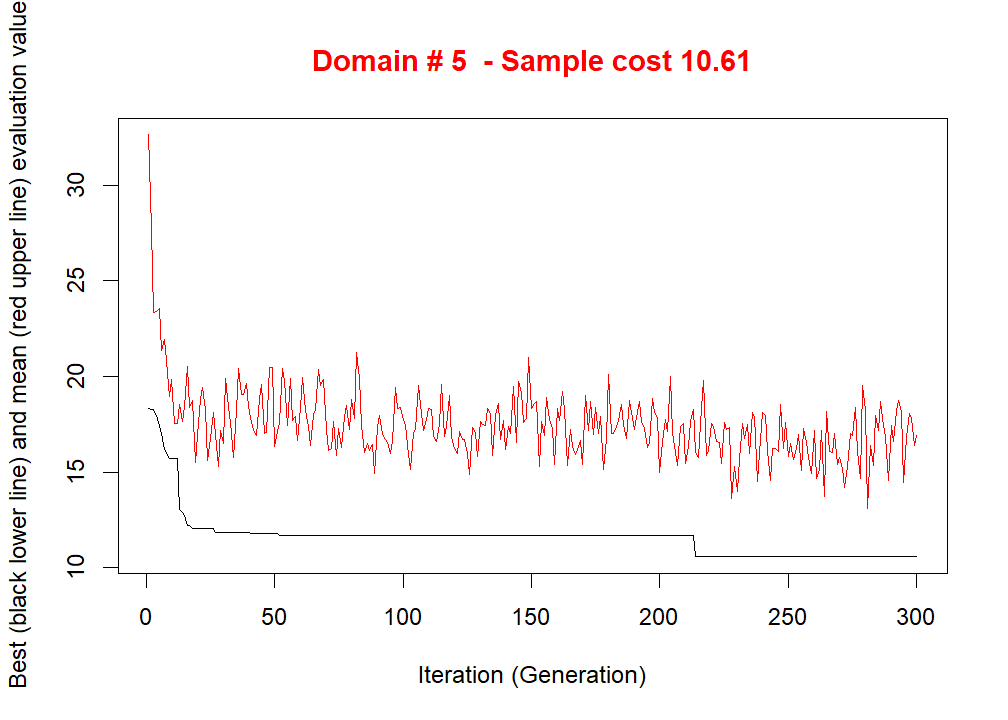 Domain # 5  - Sample cost 10.61
Best (black lower line) and mean (red upper line) evaluation value
30
25
20
15
10
0 50 100 150 200 250 300
Iteration (Generation)